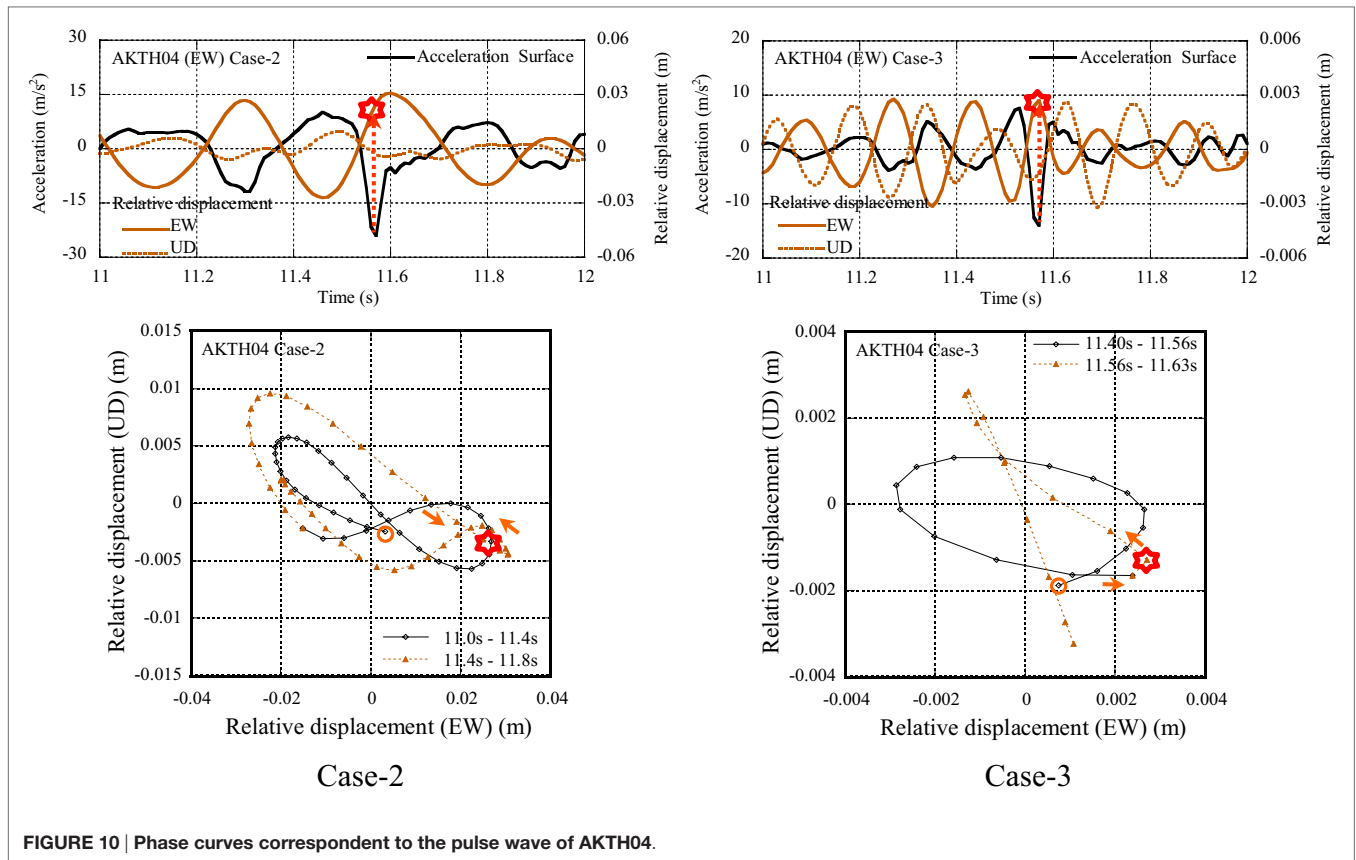 AKTH04 (EW) Case-2
Acceleration Surface
30
15
0
-15
-30
Acceleration (m/s²)
0.06
0.03
0
-0.03
-0.06
Relative displacement (m)
Relative displacement
EW
UD
11 11.2 11.4 11.6 11.8 12
Time (s)
AKTH04 (EW) Case-3
Acceleration Surface
20
10
0
-10
-20
Acceleration (m/s²)
0.006
0.003
0
-0.003
-0.006
Relative displacement (m)
Relative displacement
EW
UD
11 11.2 11.4 11.6 11.8 12
Time (s)
AKTH04 Case-2
0.015
0.01
0.005
0
-0.005
-0.01
-0.015
Relative displacement (UD) (m)
11.0s - 11.4s
11.4s - 11.8s
-0.04 -0.02 0 0.02 0.04
Relative displacement (EW) (m)
Case-2
AKTH04 Case-3
11.40s - 11.56s
11.56s - 11.63s
0.004
0.002
0
-0.002
-0.004
Relative displacement (UD) (m)
-0.004 -0.002 0 0.002 0.004
Relative displacement (EW) (m)
Case-3
FIGURE 10 | Phase curves correspondent to the pulse wave of AKTH04.